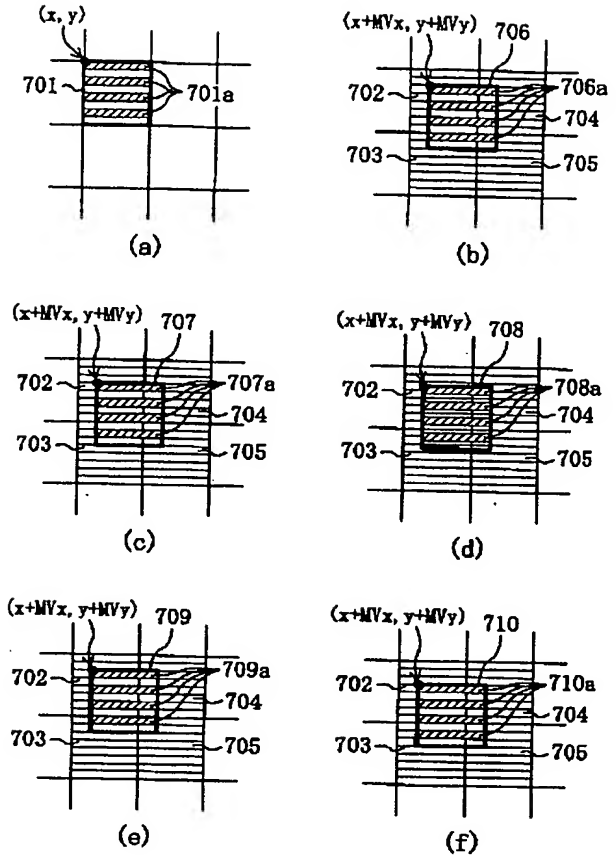 (x, y)
701
701a
(a)
(x+MVx, y+MVy)
706
702
706a
704
703
705
(b)
(x+MVx, y+MVy)
707
702
707a
704
703
705
(c)
(x+MVx, y+MVy)
708
702
708a
704
703
705
(d)
(x+MVx, y+MVy)
709
702
709a
704
703
705
(e)
(x+MVx, y+MVy)
710
702
710a
704
703
705
(f)